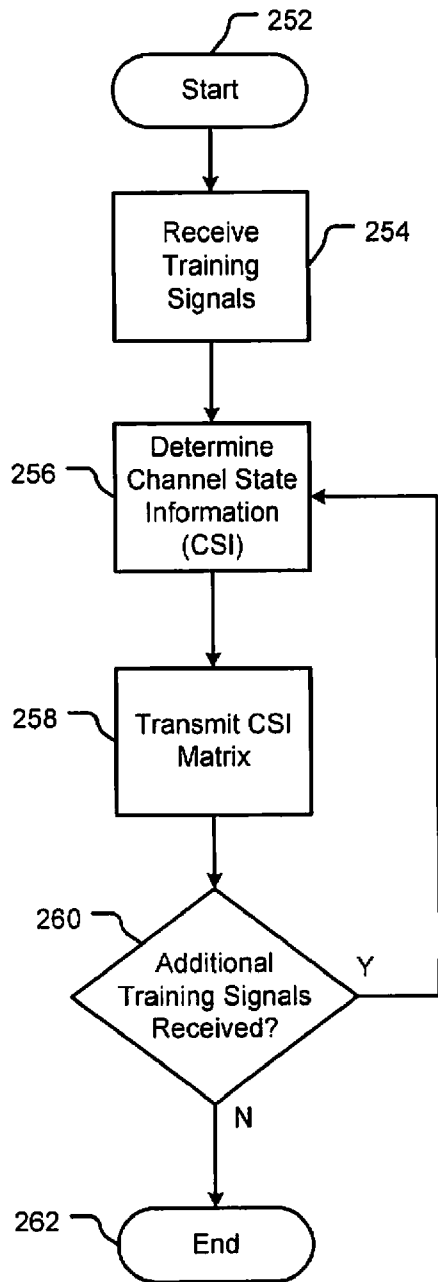 252
Start
Receive
Training
Signals
254
256
Determine
Channel State
Information
(CSI)
258
Transmit CSI
Matrix
260
Additional
Training Signals
Received?
Y
N
262
End